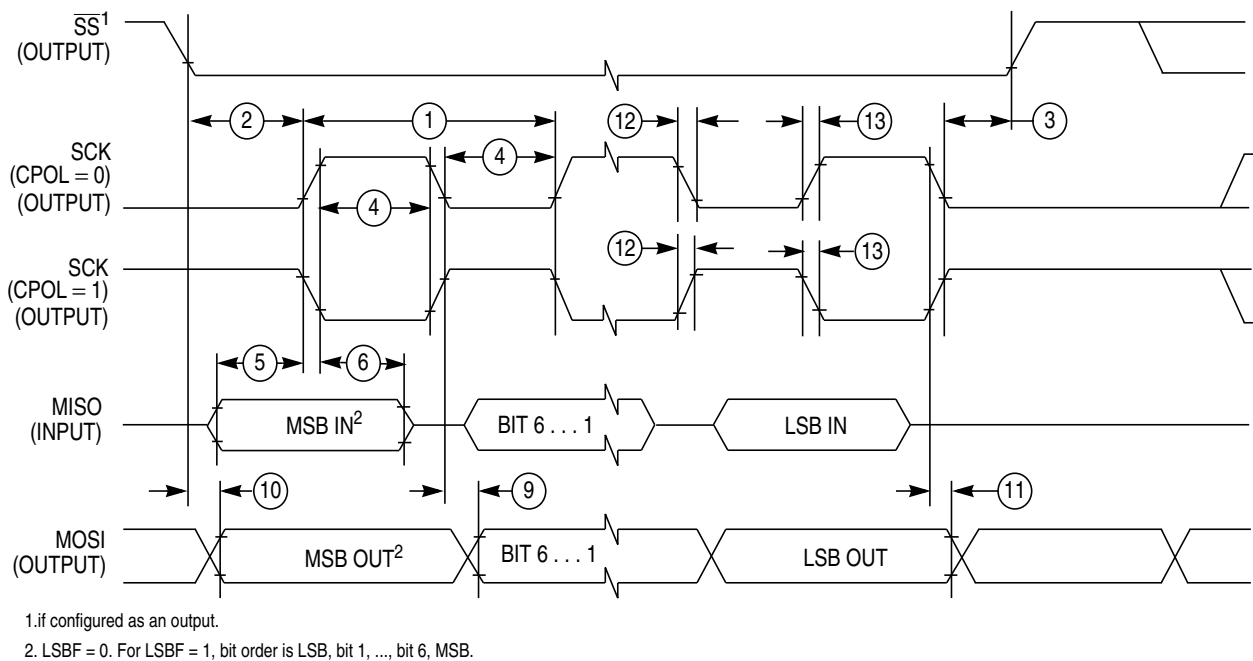 SS¹
(OUTPUT)
2
1
12
13
3
SCK
(CPOL = 0)
(OUTPUT)
4
4
12
13
SCK
(CPOL = 1)
(OUTPUT)
5
6
MISO
(INPUT)
MSB IN²
BIT 6 . . . 1
LSB IN
10
9
11
MOSI
(OUTPUT)
MSB OUT²
BIT 6 . . . 1
LSB OUT
1.if configured as an output.
2. LSBF = 0. For LSBF = 1, bit order is LSB, bit 1, ..., bit 6, MSB.